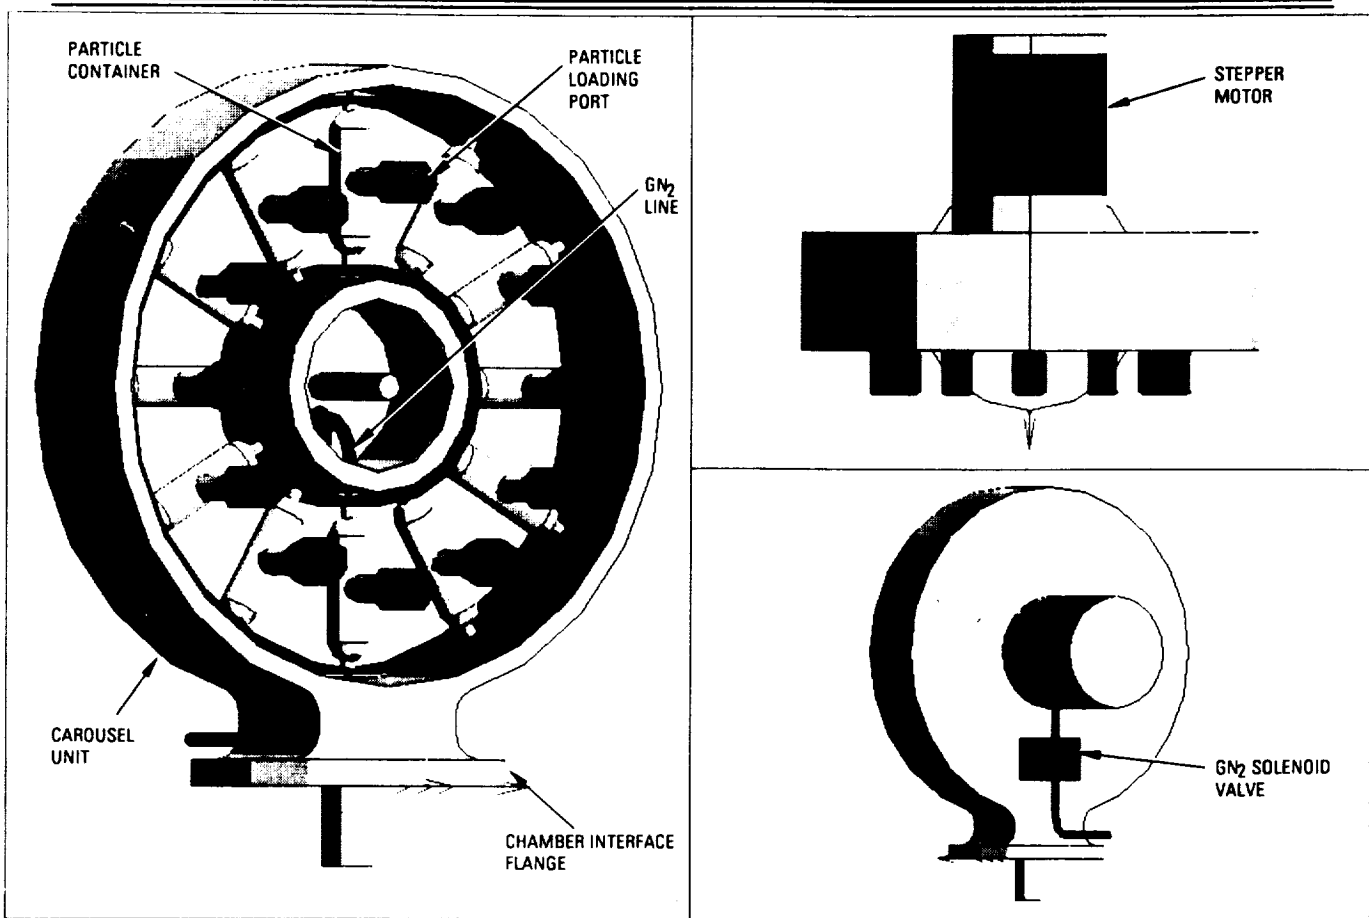 PARTICLE
CONTAINER
PARTICLE
LOADING
PORT
GN₂
LINE
CAROUSEL
UNIT
CHAMBER INTERFACE
FLANGE
STEPPER
MOTOR
GN₂ SOLENOID
VALVE